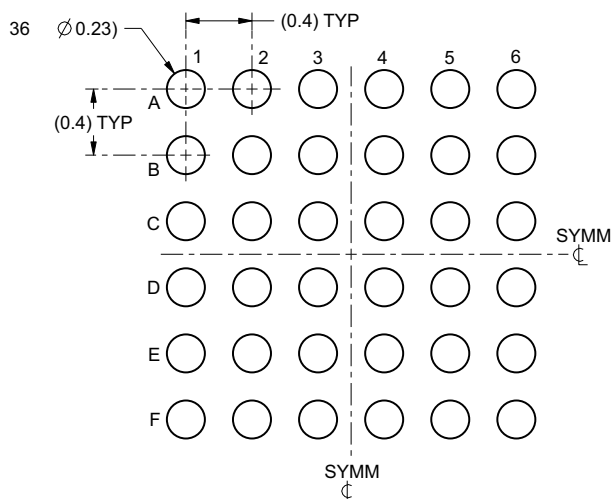 36 Ø 0.23)
(0.4) TYP
1 2 3 4 5 6
A
(0.4) TYP
B
C
SYMM
℄
D
E
F
SYMM
℄